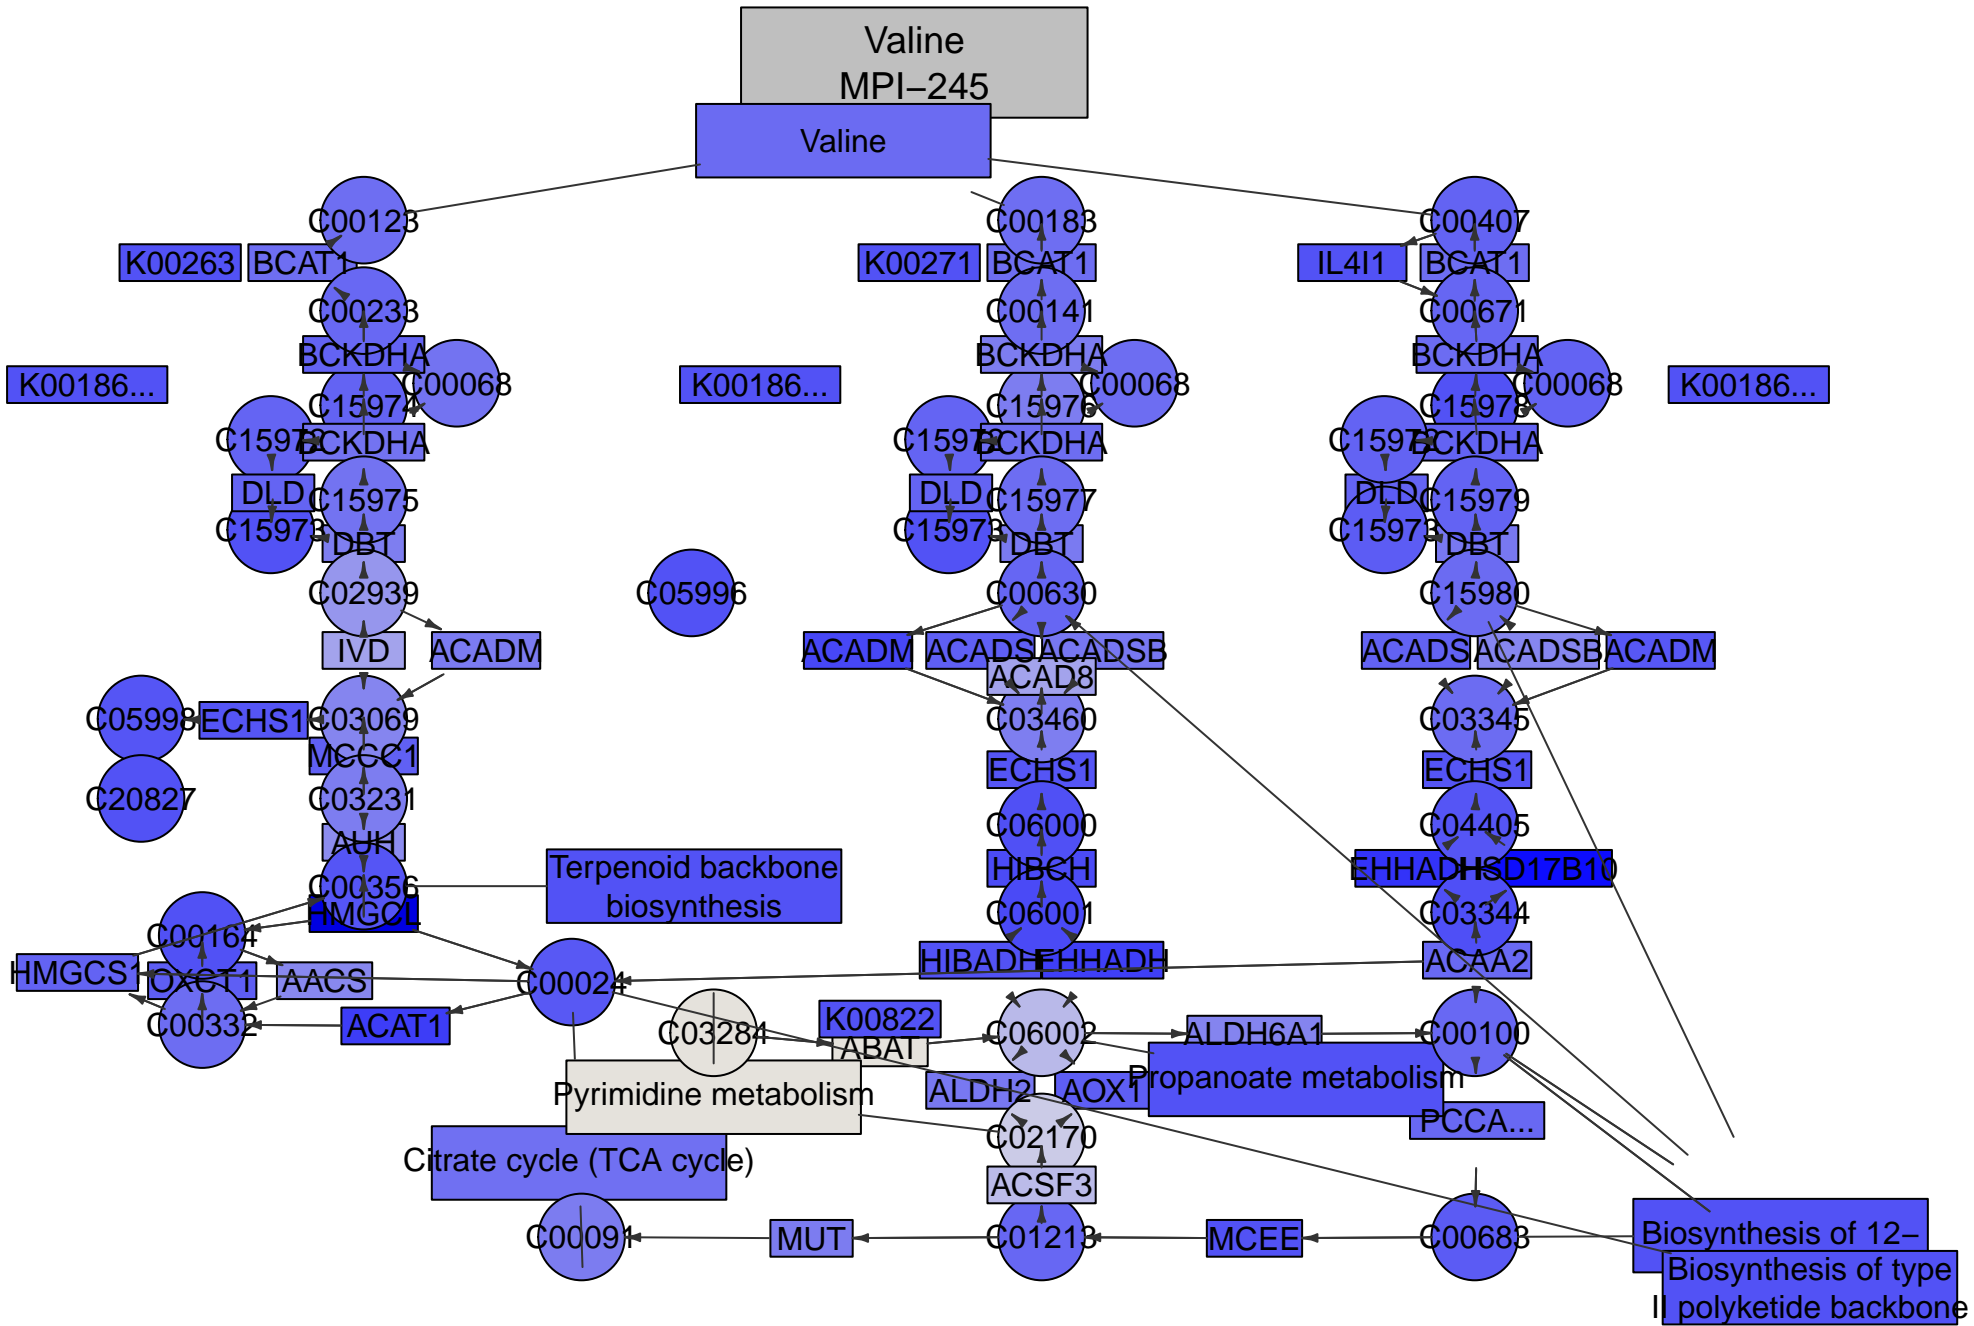 Valine
MPI−245
Valine
C00123
C00183
C00407
K00263
BCAT1
K00271
BCAT1
IL4I1
BCAT1
C00233
C00141
C00671
BCKDHA
BCKDHA
BCKDHA
K00186...
C00068
K00186...
C00068
C00068
K00186...
C15974
C15976
C15978
C15972
BCKDHA
C15972
BCKDHA
C15972
BCKDHA
DLD
C15975
DLD
C15977
DLD
C15979
C15973
DBT
C15973
DBT
C15973
DBT
C02939
C05996
C00630
C15980
IVD
ACADM
ACADM
ACADS
ACADSB
ACADS
ACADSB
ACADM
ACAD8
C05998
ECHS1
C03069
C03460
C03345
MCCC1
ECHS1
ECHS1
C20827
C03231
C06000
C04405
AUH
HIBCH
EHHADH
HSD17B10
C00356
Terpenoid backbone
biosynthesis
HMGCL
C06001
C03344
C00164
HMGCS1
OXCT1
AACS
C00024
HIBADH
EHHADH
ACAA2
C00332
ACAT1
C03284
K00822
ABAT
C06002
ALDH6A1
C00100
Pyrimidine metabolism
ALDH2
AOX1
Propanoate metabolism
PCCA...
C02170
Citrate cycle (TCA cycle)
ACSF3
C00091
MUT
C01213
MCEE
C00683
Biosynthesis of 12−
Biosynthesis of type
II polyketide backbone